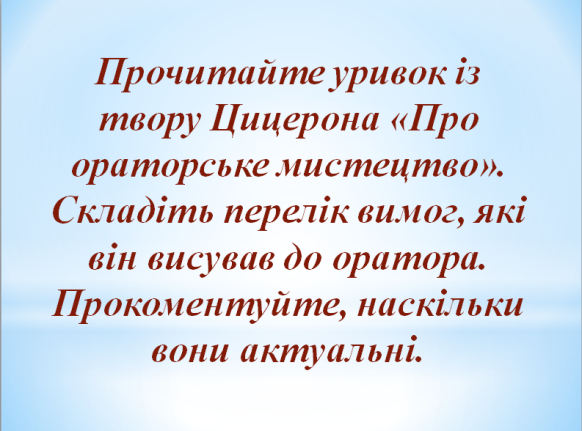 Прочитайте уривок із
твору Цицерона «Про
ораторське мистецтво».
Складіть перелік вимог, які
він висував до оратора.
Прокоментуйте, наскільки
вони актуальні.